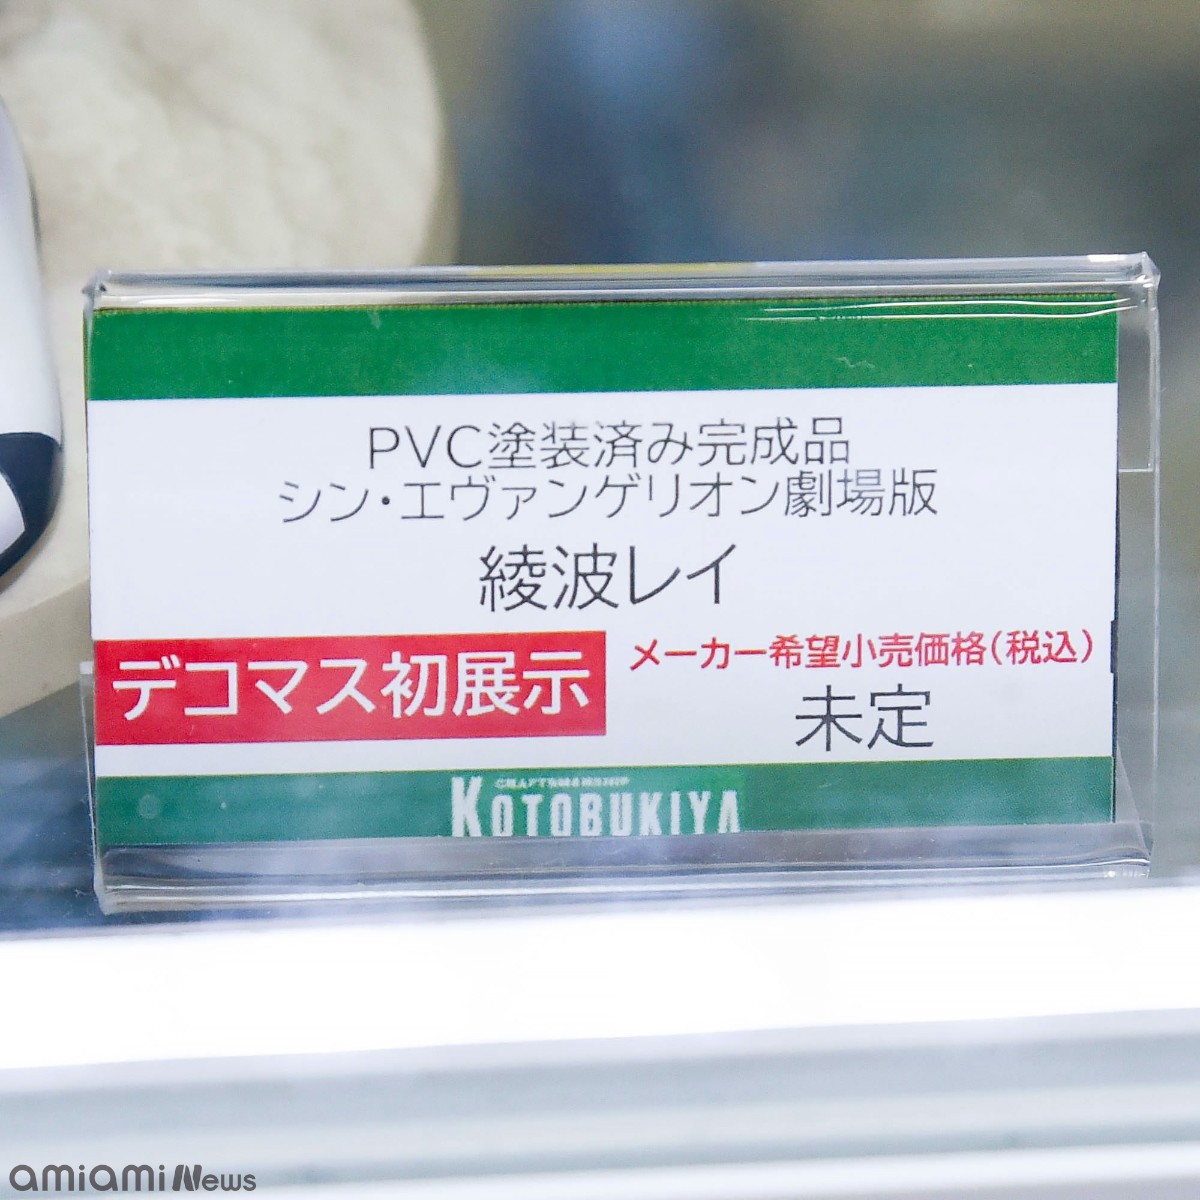 PVC塗装済み完成品
シン・エヴァンゲリオン劇場版
綾波レイ
デコマス初展示
メーカー希望小売価格(税込)
未定
CRAFTSMANSHIP
KOTOBUKIYA
amiami News